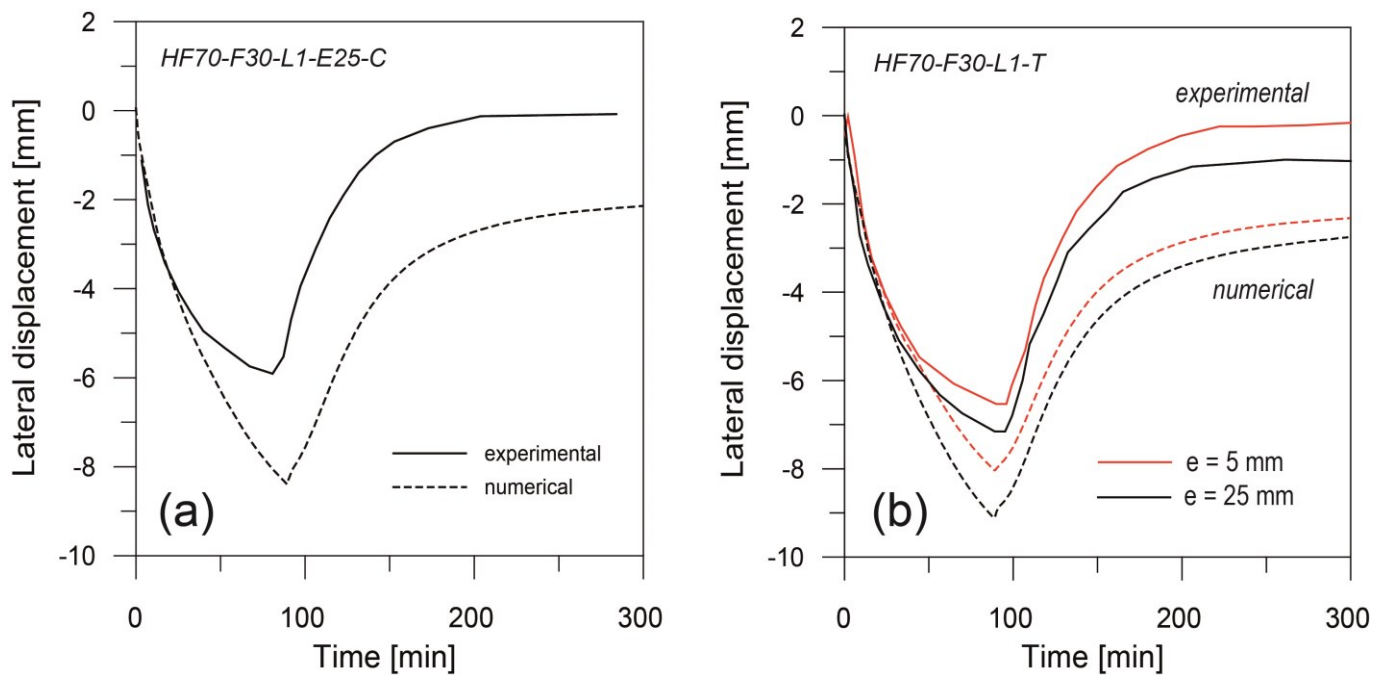 HF70-F30-L1-E25-C
2
0
-2
-4
-6
-8
-10
Lateral displacement [mm]
experimental
numerical
(a)
0 100 200 300
Time [min]
HF70-F30-L1-T
experimental
2
0
-2
-4
-6
-8
-10
Lateral displacement [mm]
numerical
e = 5 mm
e = 25 mm
(b)
0 100 200 300
Time [min]